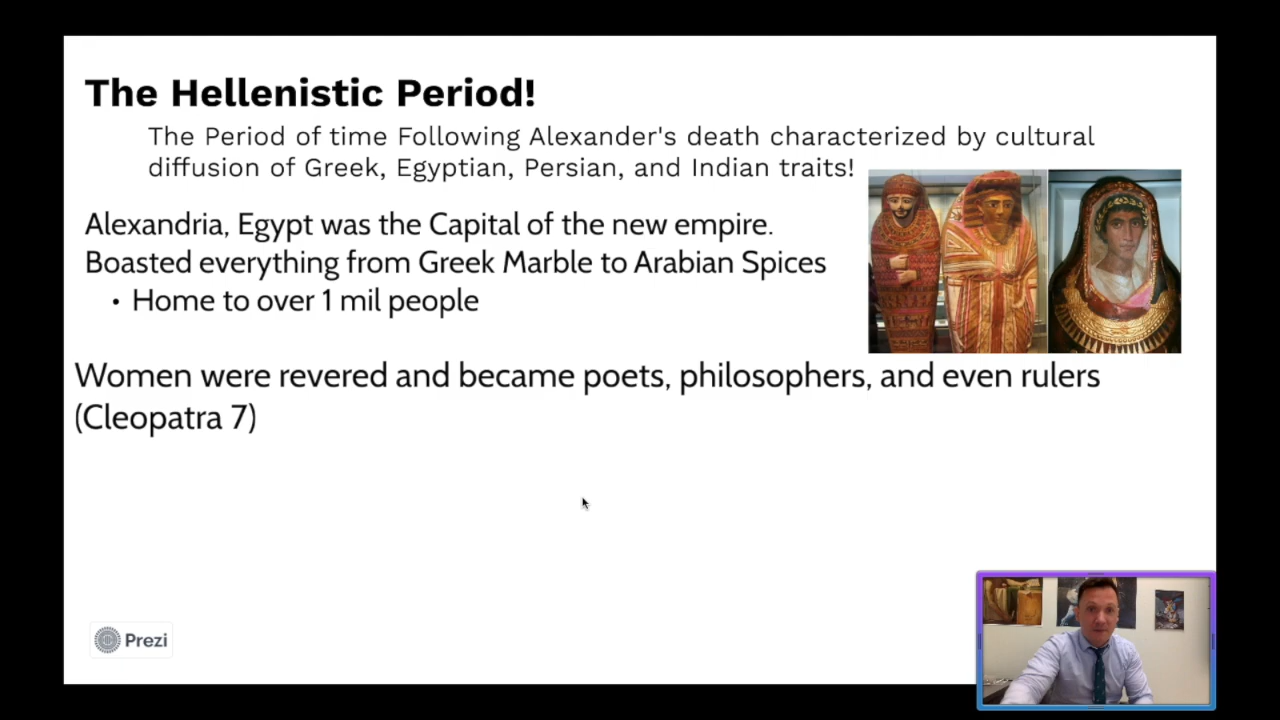 The Hellenistic Period!
The Period of time Following Alexander's death characterized by cultural
diffusion of Greek, Egyptian, Persian, and Indian traits!
Alexandria, Egypt was the Capital of the new empire.
Boasted everything from Greek Marble to Arabian Spices
• Home to over 1 mil people
Women were revered and became poets, philosophers, and even rulers
(Cleopatra 7)
Prezi